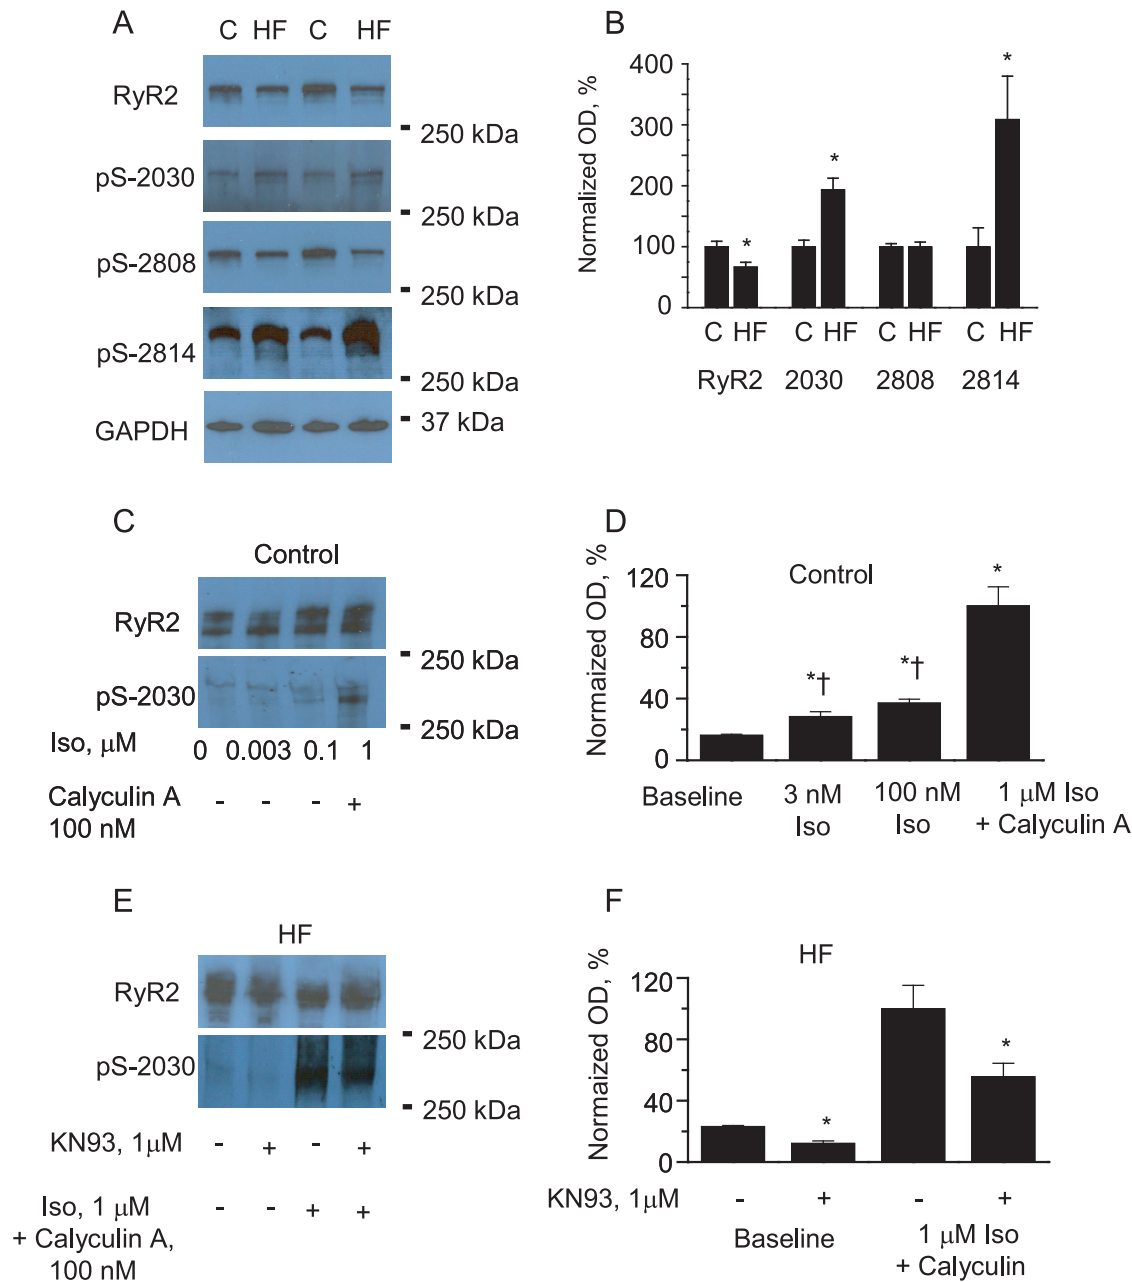 A
C HF C HF
RyR2
250 kDa
pS-2030
250 kDa
pS-2808
250 kDa
pS-2814
250 kDa
GAPDH
37 kDa
B
Normalized OD, %
400
300
200
100
0
* * *
C HF C HF C HF C HF
RyR2 2030 2808 2814
C
Control
RyR2
250 kDa
pS-2030
250 kDa
Iso, μM 0 0.003 0.1 1
Calyculin A - - - +
100 nM
D
Control
Normaized OD, %
120
80
40
0
*† *† *
Baseline 3 nM 100 nM 1 μM Iso
Iso Iso + Calyculin A
E
HF
RyR2
250 kDa
pS-2030
250 kDa
KN93, 1μM - + - +
Iso, 1 μM - - + +
+ Calyculin A,
100 nM
F
HF
Normaized OD, %
120
80
40
0
* *
KN93, 1μM - + - +
Baseline 1 μM Iso
+ Calyculin